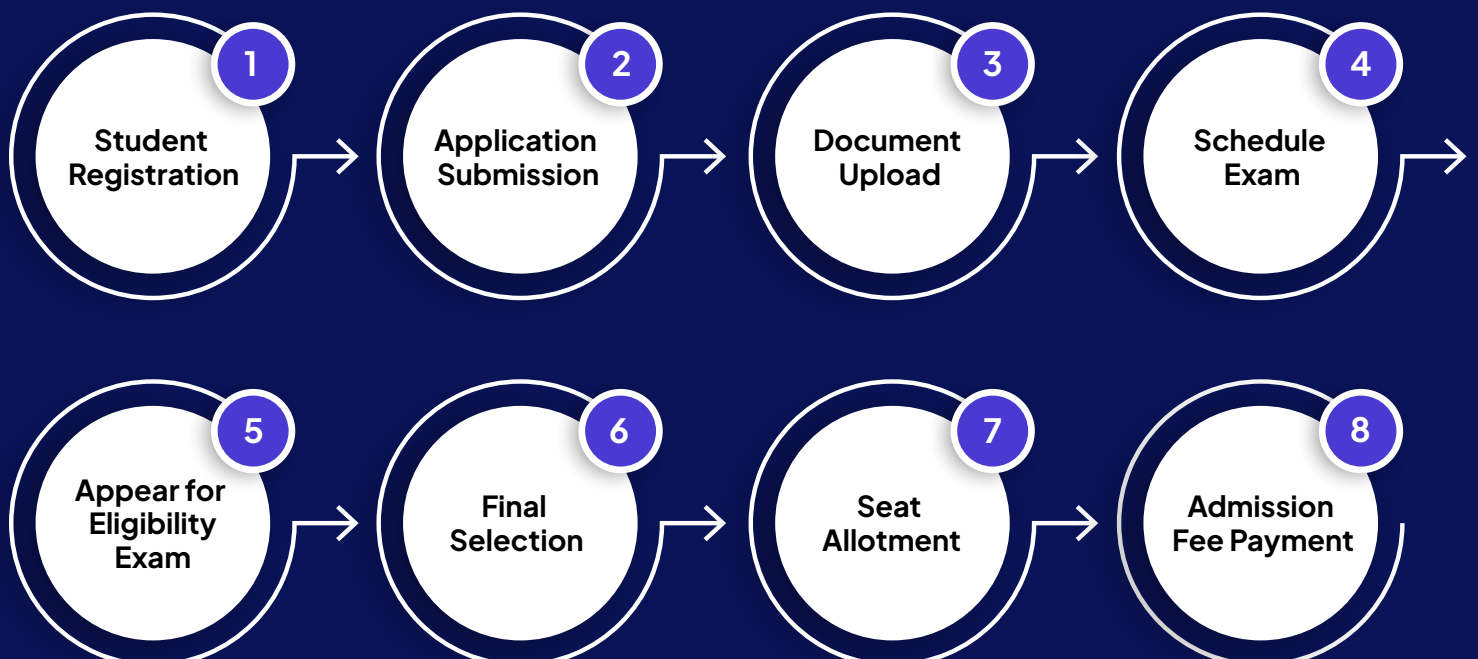 1
Student
Registration
2
Application
Submission
3
Document
Upload
4
Schedule
Exam
5
Appear for
Eligibility
Exam
6
Final
Selection
7
Seat
Allotment
8
Admission
Fee Payment